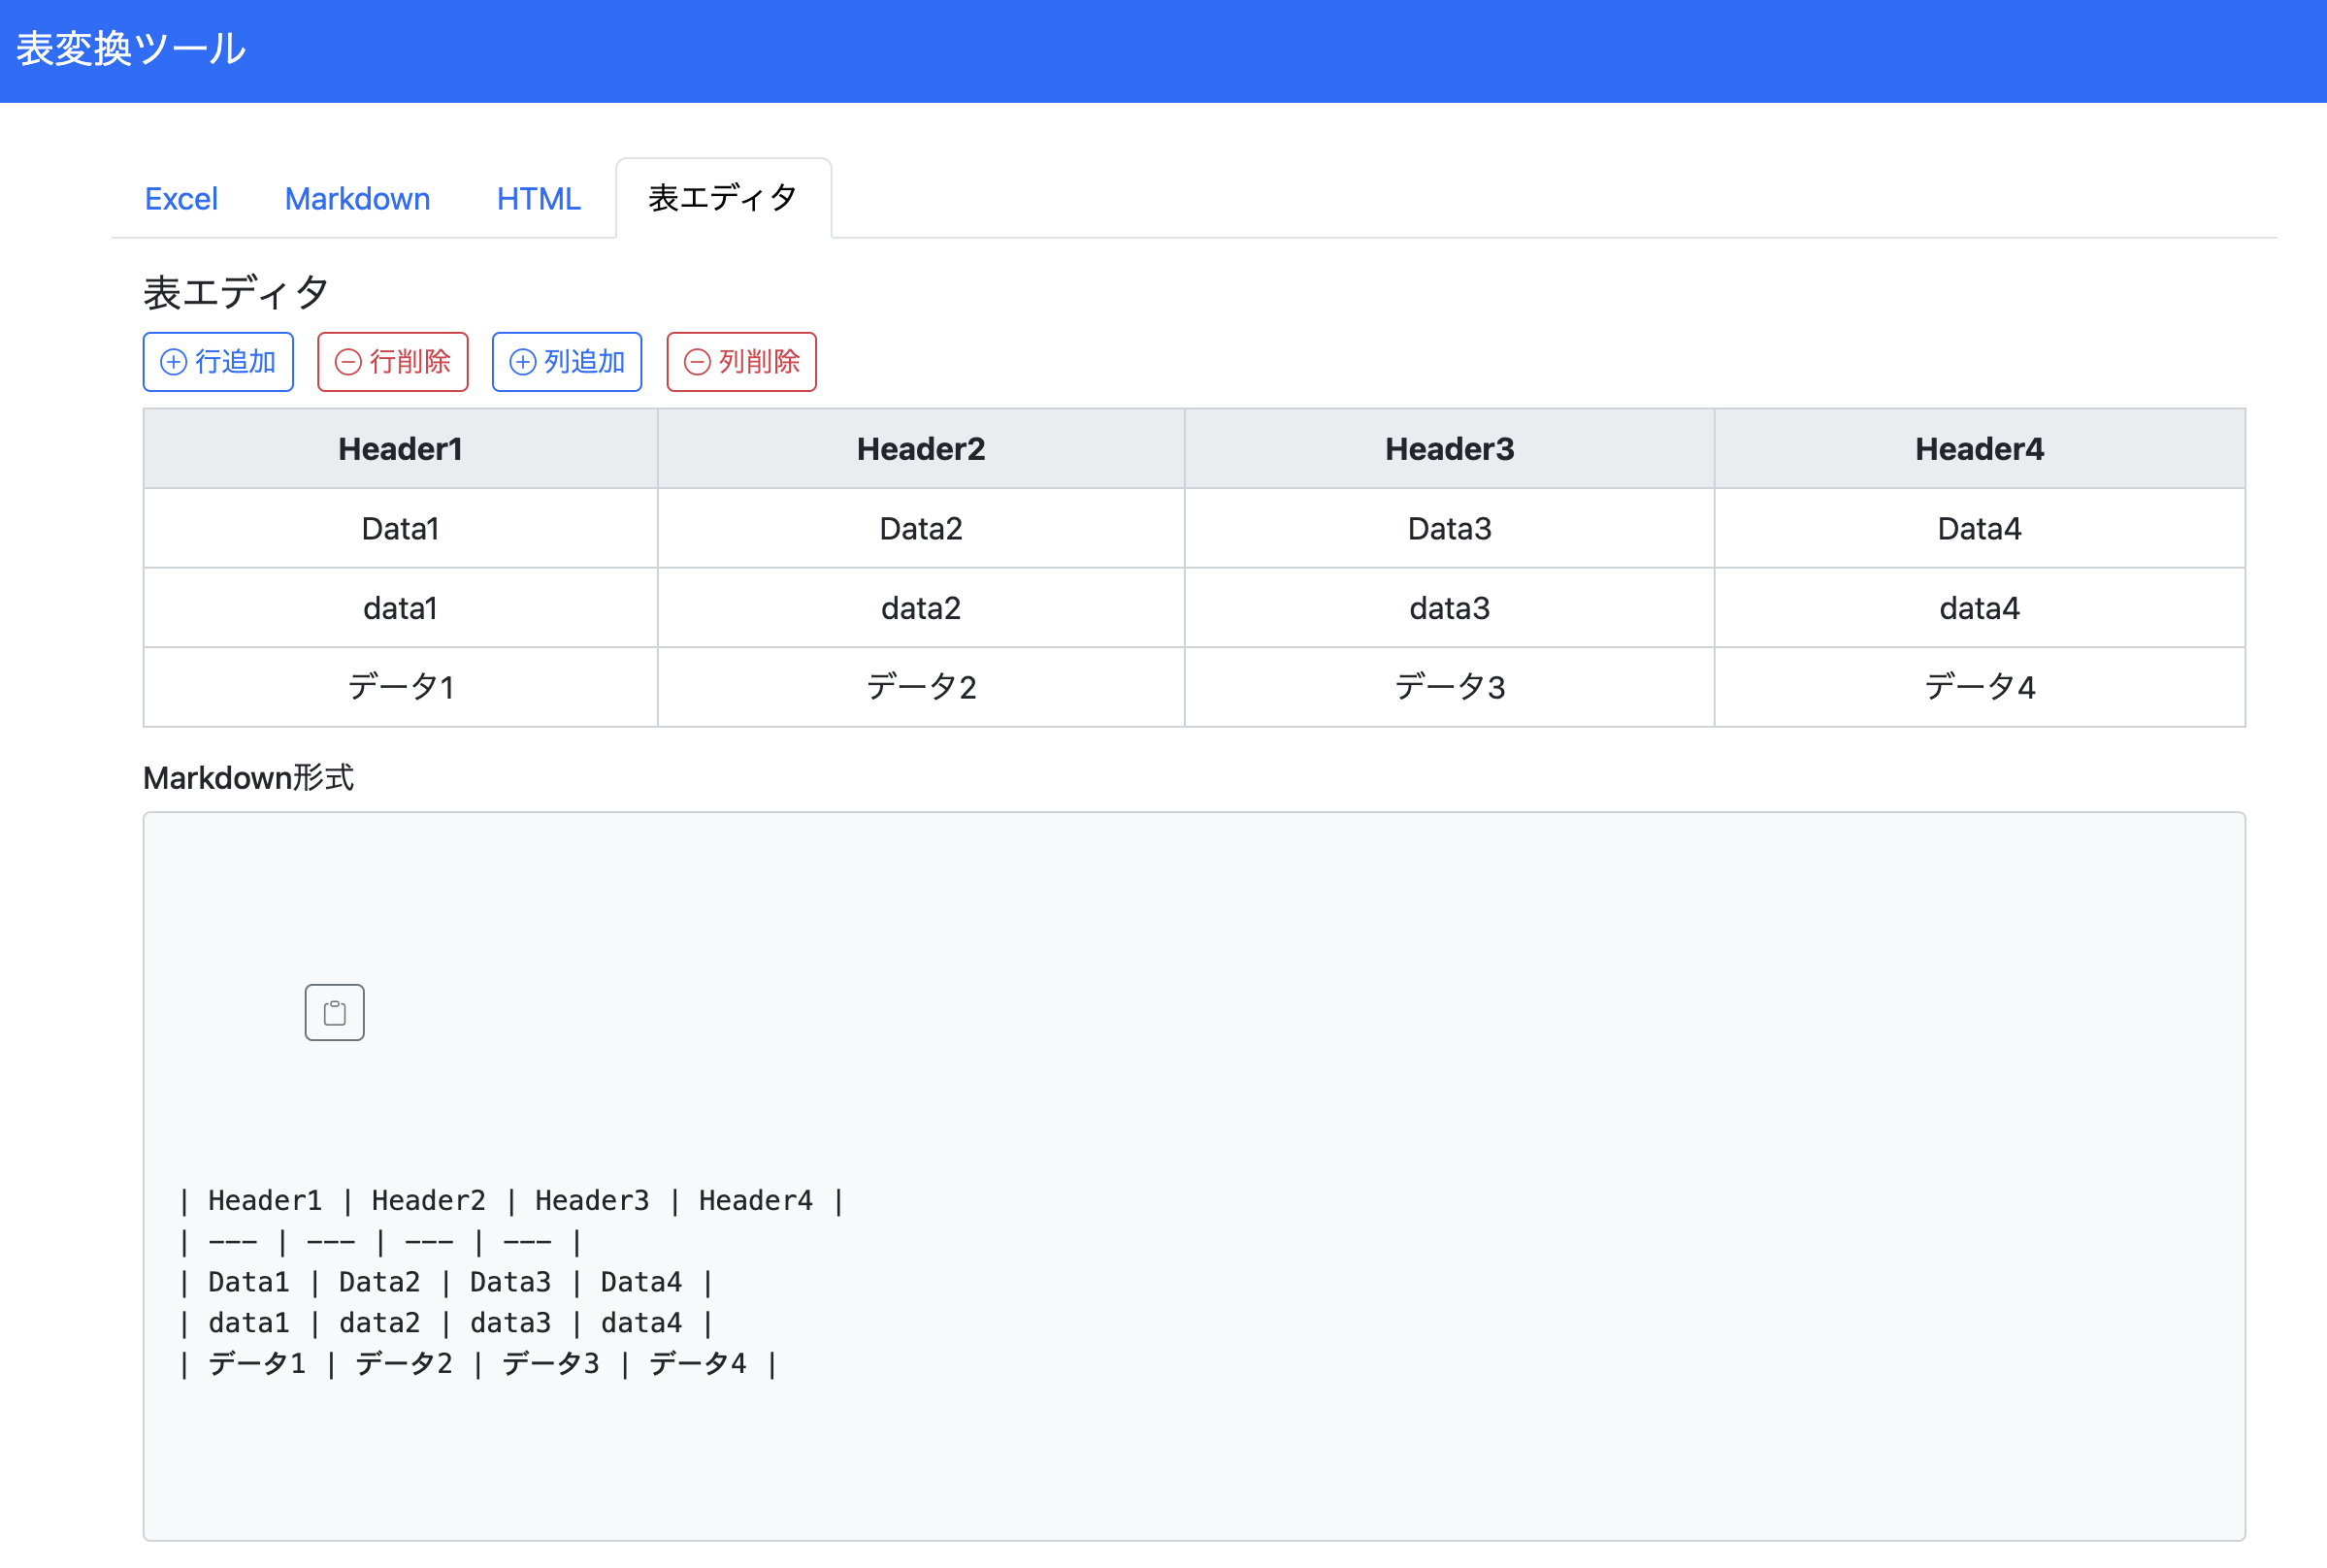 表変換ツール
Excel Markdown HTML 表エディタ
表エディタ
行追加 行削除 列追加 列削除
Header1 Header2 Header3 Header4
Data1 Data2 Data3 Data4
data1 data2 data3 data4
データ1 データ2 データ3 データ4
Markdown形式
| Header1 | Header2 | Header3 | Header4 |
| --- | --- | --- | --- |
| Data1 | Data2 | Data3 | Data4 |
| data1 | data2 | data3 | data4 |
| データ1 | データ2 | データ3 | データ4 |